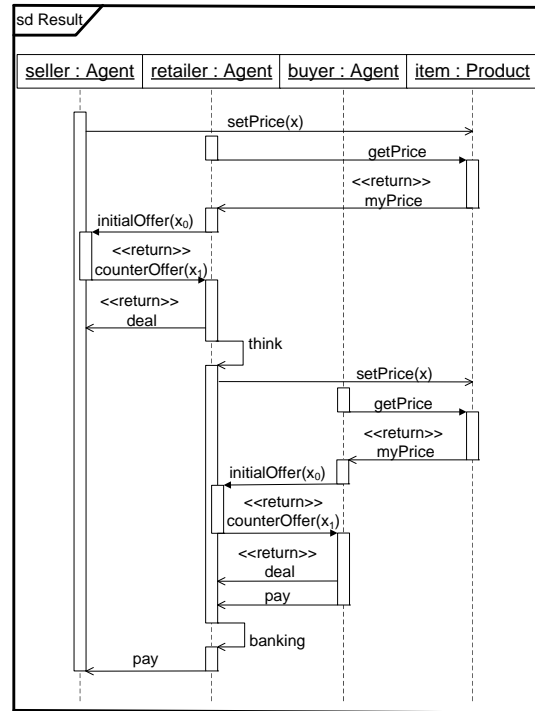 sd Result
seller : Agent
retailer : Agent
buyer : Agent
item : Product
setPrice(x)
getPrice
<<return>>
myPrice
initialOffer(x₀)
<<return>>
counterOffer(x₁)
<<return>>
deal
think
setPrice(x)
getPrice
<<return>>
myPrice
initialOffer(x₀)
<<return>>
counterOffer(x₁)
<<return>>
deal
pay
banking
pay